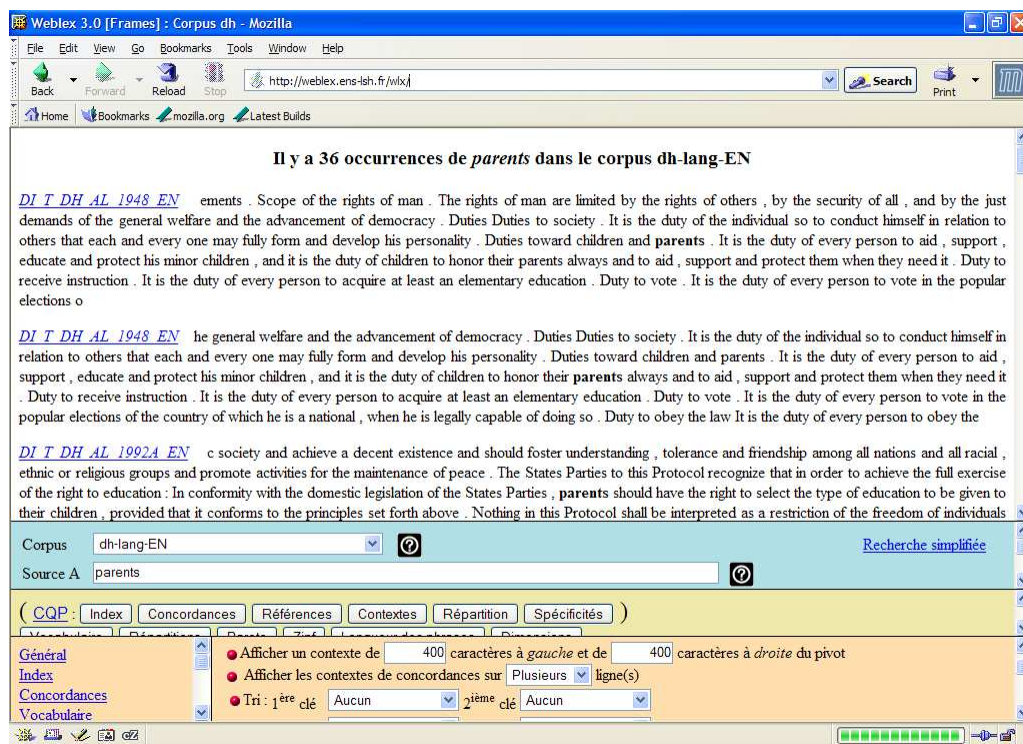 Weblex 3.0 [Frames] : Corpus dh - Mozilla
File Edit View Go Bookmarks Tools Window Help
http://weblex.ens-lsh.fr/wlx/
Search
Back Forward Reload Stop Print
Home Bookmarks mozilla.org Latest Builds
Il y a 36 occurrences de parents dans le corpus dh-lang-EN
DI_T_DH_AL_1948_EN ements . Scope of the rights of man . The rights of man are limited by the rights of others , by the security of all , and by the just
demands of the general welfare and the advancement of democracy . Duties Duties to society . It is the duty of the individual so to conduct himself in relation to
others that each and every one may fully form and develop his personality . Duties toward children and parents . It is the duty of every person to aid , support ,
educate and protect his minor children , and it is the duty of children to honor their parents always and to aid , support and protect them when they need it . Duty to
receive instruction . It is the duty of every person to acquire at least an elementary education . Duty to vote . It is the duty of every person to vote in the popular
elections o
DI_T_DH_AL_1948_EN he general welfare and the advancement of democracy . Duties Duties to society . It is the duty of the individual so to conduct himself in
relation to others that each and every one may fully form and develop his personality . Duties toward children and parents . It is the duty of every person to aid ,
support , educate and protect his minor children , and it is the duty of children to honor their parents always and to aid , support and protect them when they need it
. Duty to receive instruction . It is the duty of every person to acquire at least an elementary education . Duty to vote . It is the duty of every person to vote in the
popular elections of the country of which he is a national , when he is legally capable of doing so . Duty to obey the law It is the duty of every person to obey the
DI_T_DH_AL_1992A_EN c society and achieve a decent existence and should foster understanding , tolerance and friendship among all nations and all racial ,
ethnic or religious groups and promote activities for the maintenance of peace . The States Parties to this Protocol recognize that in order to achieve the full exercise
of the right to education : In conformity with the domestic legislation of the States Parties , parents should have the right to select the type of education to be given to
their children , provided that it conforms to the principles set forth above . Nothing in this Protocol shall be interpreted as a restriction of the freedom of individuals
Corpus dh-lang-EN ? Recherche simplifiée
Source A parents ?
( CQP : Index Concordances Références Contextes Répartition Spécificités )
Vocabulaire Répartitions Parets Zipf Longueur des phrases Dimensions
Général
Index
Concordances
Vocabulaire
Afficher un contexte de 400 caractères à gauche et de 400 caractères à droite du pivot
Afficher les contextes de concordances sur Plusieurs ligne(s)
Tri : 1ère clé Aucun 2ième clé Aucun